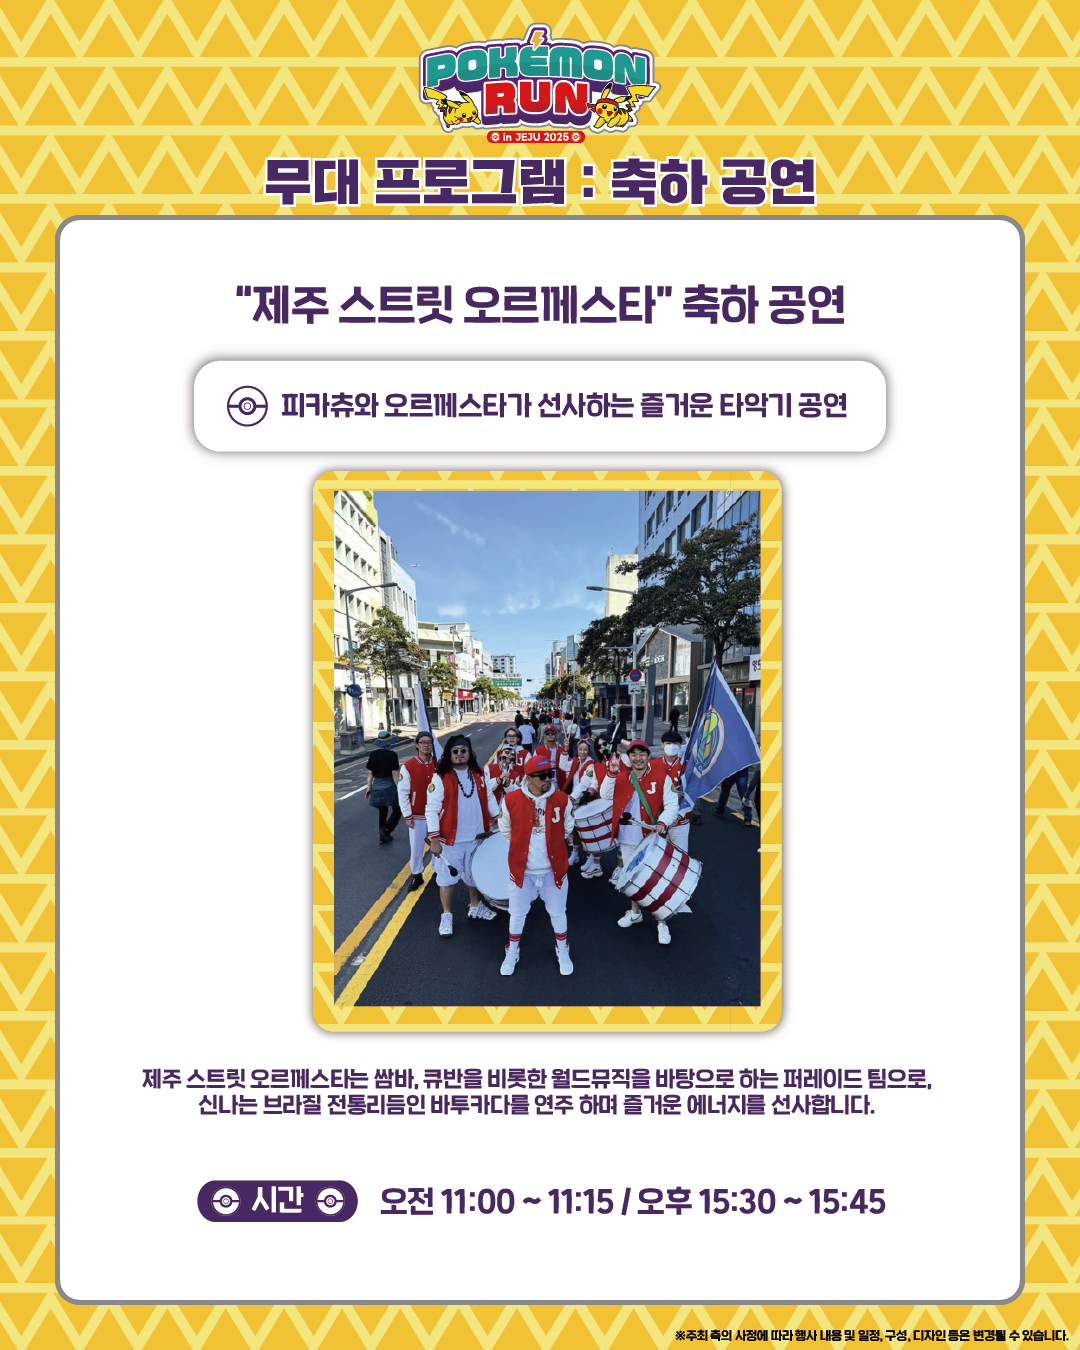 POKÉMON
RUN
in JEJU 2025
무대 프로그램 : 축하 공연
“제주 스트릿 오르께스타” 축하 공연
피카츄와 오르께스타가 선사하는 즐거운 타악기 공연
J
J
제주 스트릿 오르께스타는 쌈바, 큐반을 비롯한 월드뮤직을 바탕으로 하는 퍼레이드 팀으로,
신나는 브라질 전통리듬인 바투카다를 연주 하며 즐거운 에너지를 선사합니다.
시간
오전 11:00 ~ 11:15 / 오후 15:30 ~ 15:45
※주최 측의 사정에 따라 행사 내용 및 일정, 구성, 디자인 등은 변경될 수 있습니다.